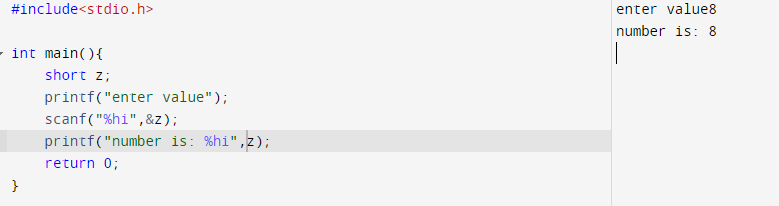 #include<stdio.h>
int main(){
    short z;
    printf("enter value");
    scanf("%hi",&z);
    printf("number is: %hi",z);
    return 0;
}
enter value8
number is: 8